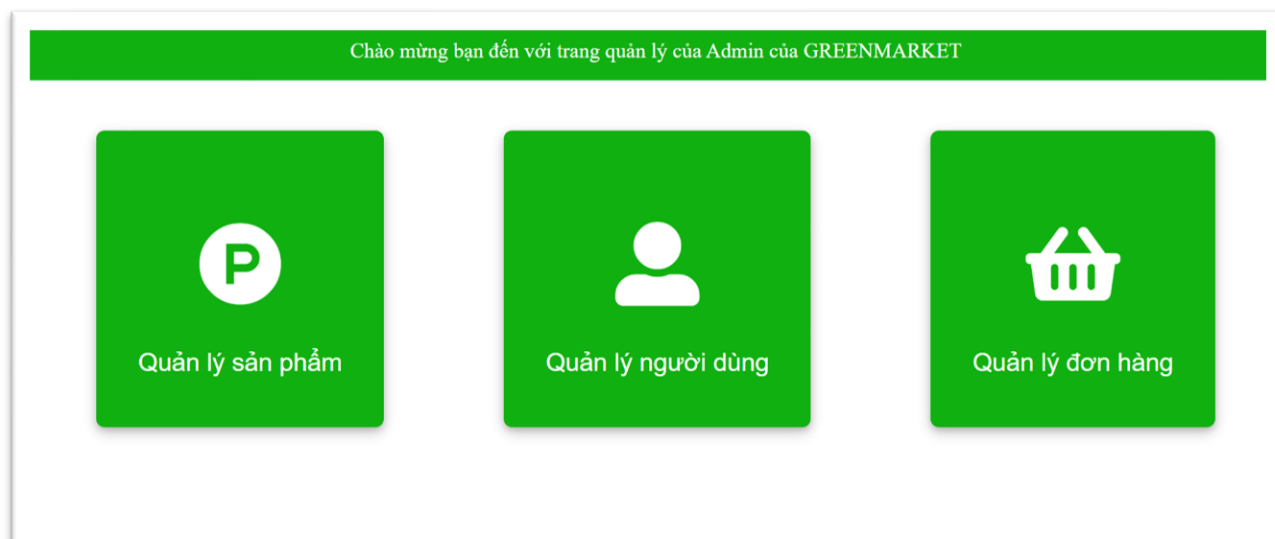 Chào mừng bạn đến với trang quản lý của Admin của GREENMARKET
P
Quản lý sản phẩm
Quản lý người dùng
Quản lý đơn hàng